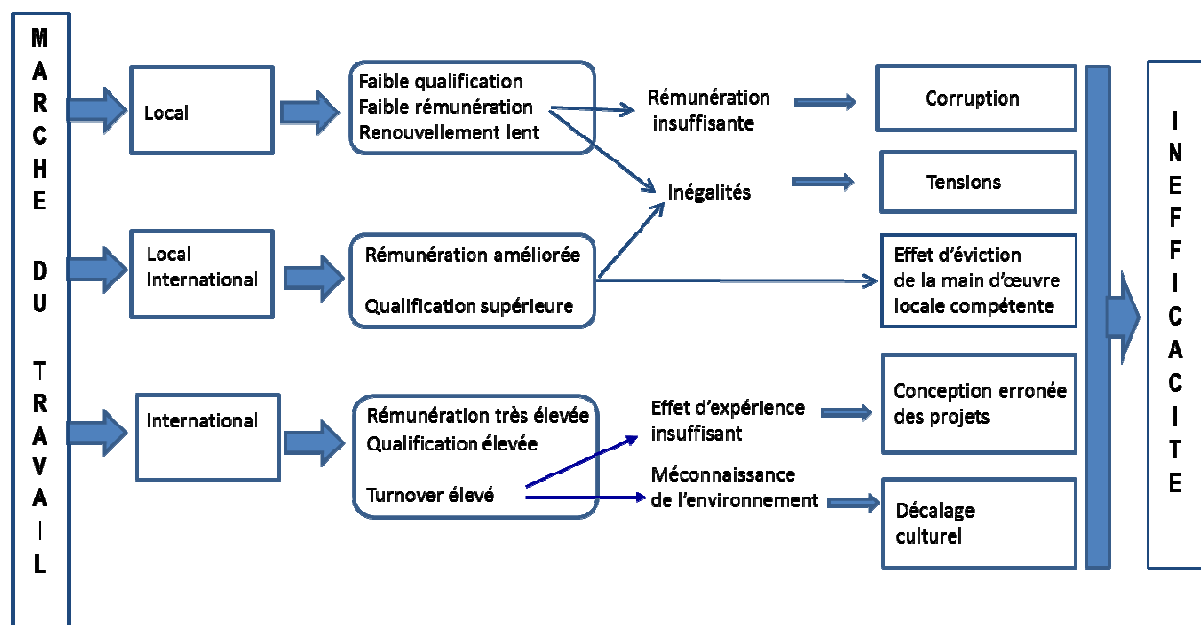 MARCHE DU TRAVAIL
Local
Faible qualification
Faible rémunération
Renouvellement lent
Rémunération
insuffisante
Corruption
Inégalités
Tensions
Local
International
Rémunération améliorée
Qualification supérieure
Effet d'éviction
de la main d'œuvre
locale compétente
International
Rémunération très élevée
Qualification élevée
Turnover élevé
Effet d'expérience
insuffisant
Méconnaissance
de l'environnement
Conception erronée
des projets
Décalage
culturel
INEFFICACITE